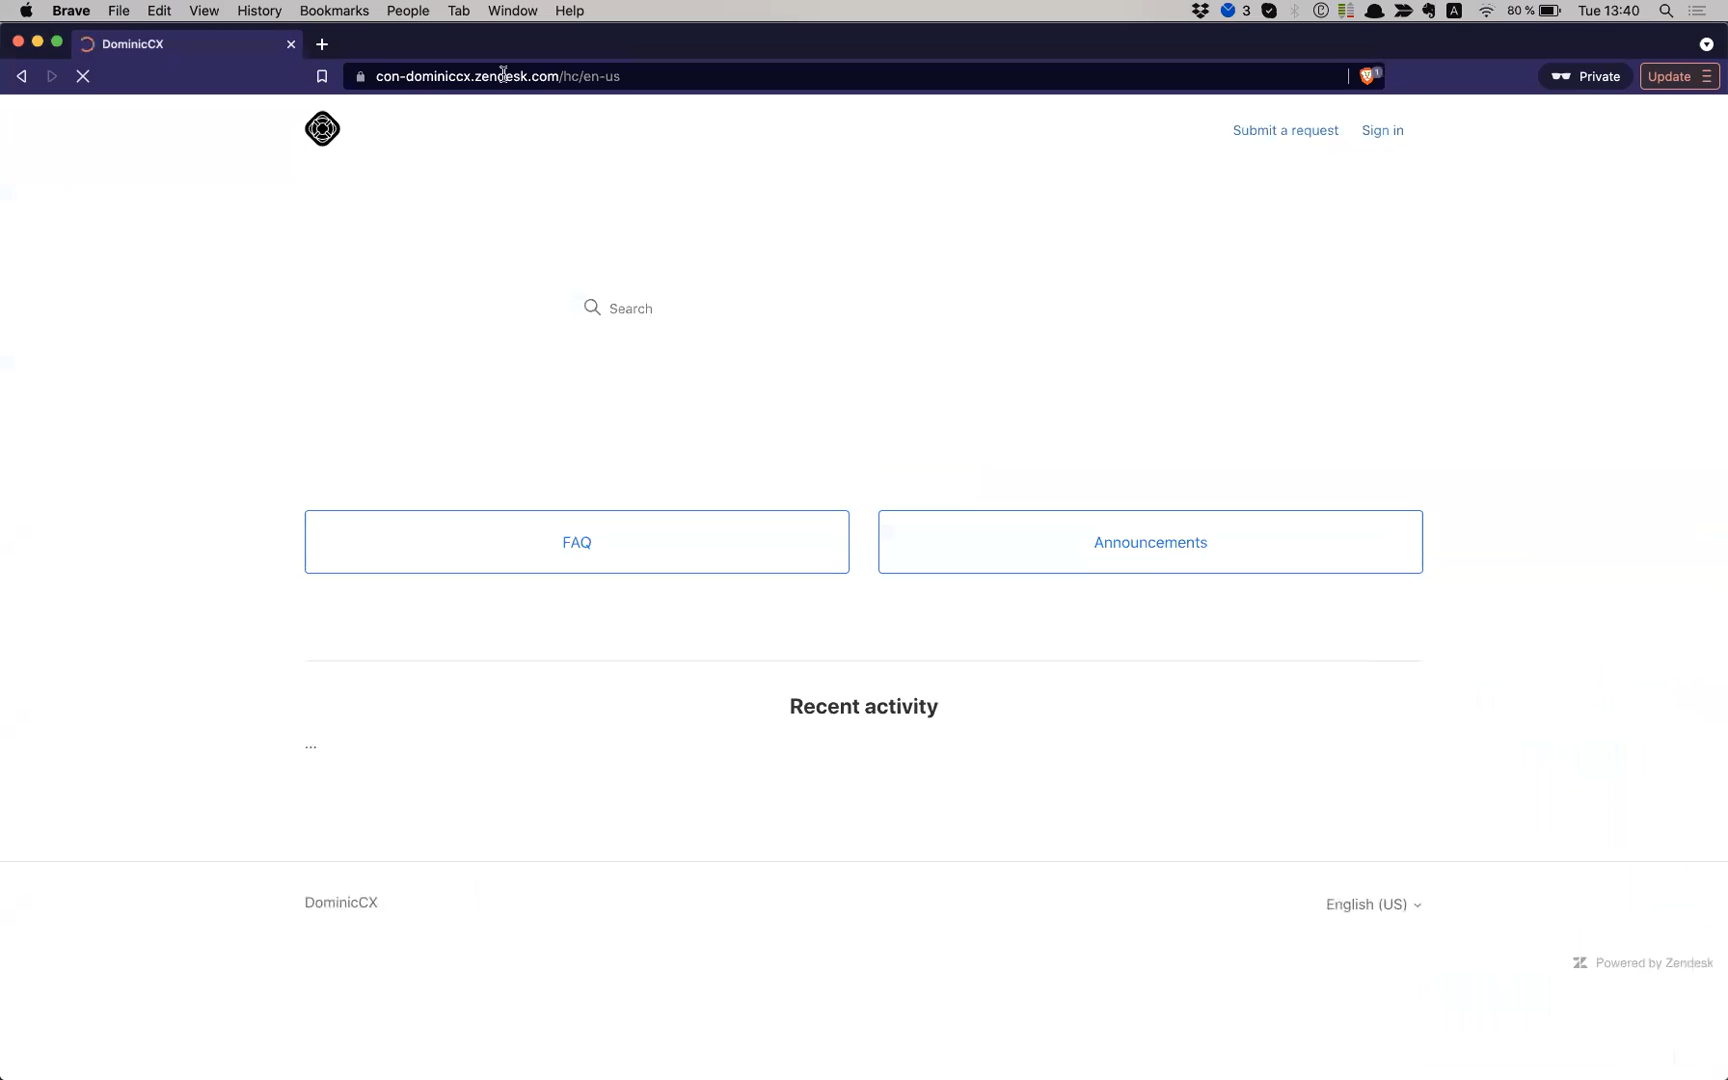 Brave File Edit View History Bookmarks People Tab Window Help 3 80 % Tue 13:40
DominicCX
con-dominiccx.zendesk.com/hc/en-us 1 Private Update
Submit a request Sign in
Search
FAQ Announcements
Recent activity
...
DominicCX English (US)
Powered by Zendesk